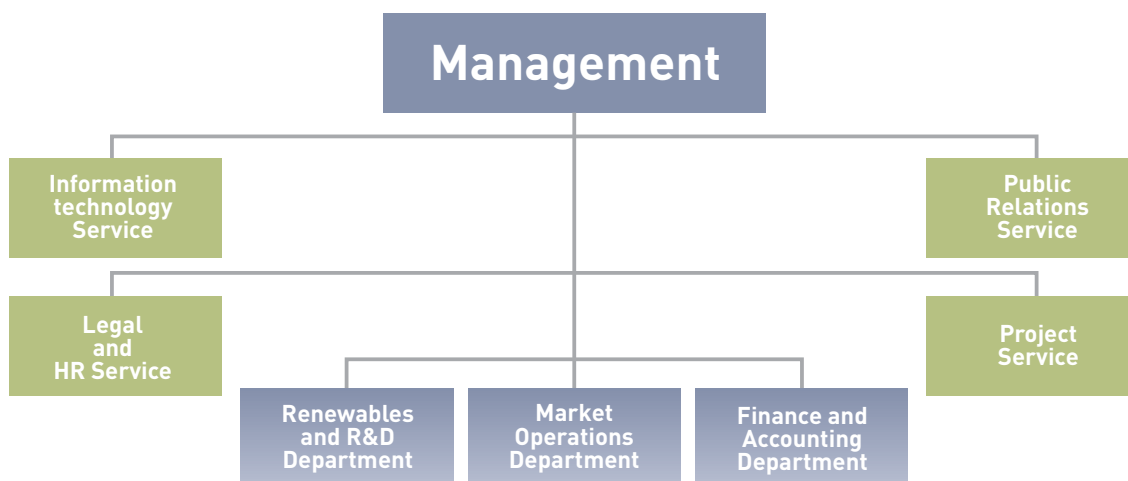 Management
Information
technology
Service
Public
Relations
Service
Legal
and
HR Service
Project
Service
Renewables
and R&D
Department
Market
Operations
Department
Finance and
Accounting
Department